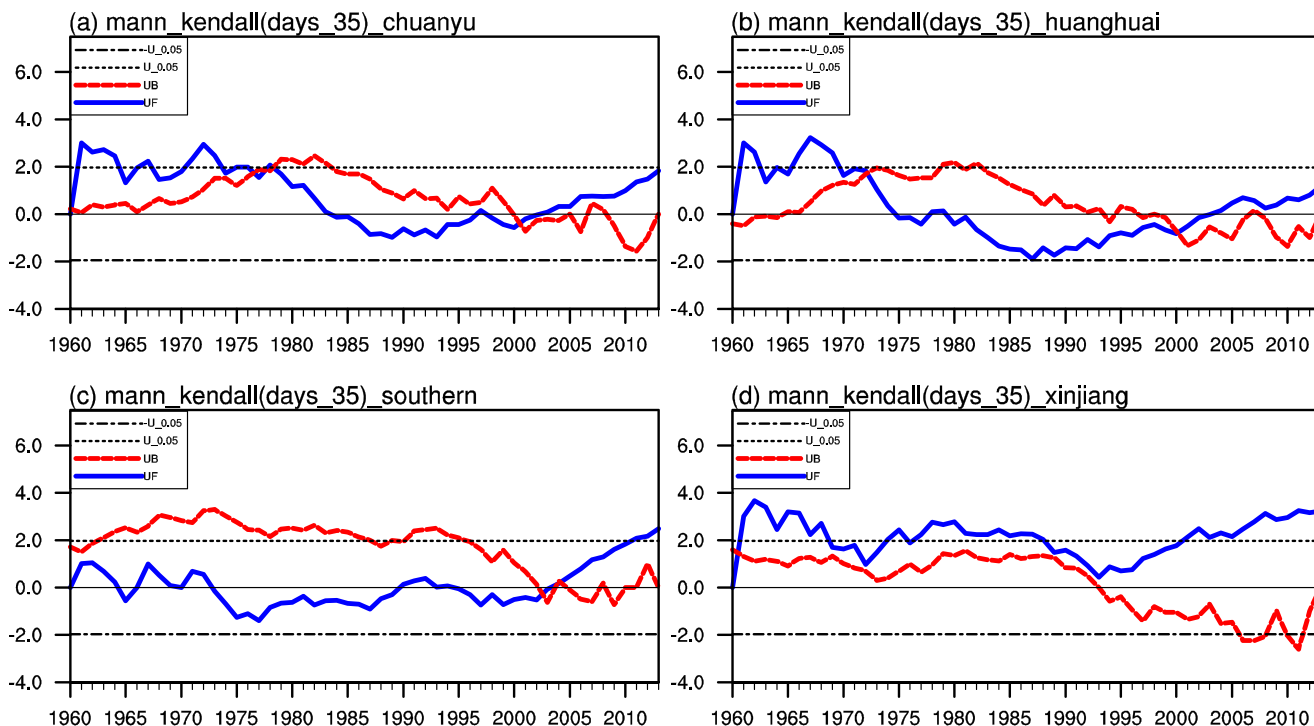 (a) mann_kendall(days_35)_chuanyu
-U_0.05
U_0.05
UB
UF
6.0
4.0
2.0
0.0
-2.0
-4.0
1960 1965 1970 1975 1980 1985 1990 1995 2000 2005 2010
(b) mann_kendall(days_35)_huanghuai
-U_0.05
U_0.05
UB
UF
6.0
4.0
2.0
0.0
-2.0
-4.0
1960 1965 1970 1975 1980 1985 1990 1995 2000 2005 2010
(c) mann_kendall(days_35)_southern
-U_0.05
U_0.05
UB
UF
6.0
4.0
2.0
0.0
-2.0
-4.0
1960 1965 1970 1975 1980 1985 1990 1995 2000 2005 2010
(d) mann_kendall(days_35)_xinjiang
-U_0.05
U_0.05
UB
UF
6.0
4.0
2.0
0.0
-2.0
-4.0
1960 1965 1970 1975 1980 1985 1990 1995 2000 2005 2010